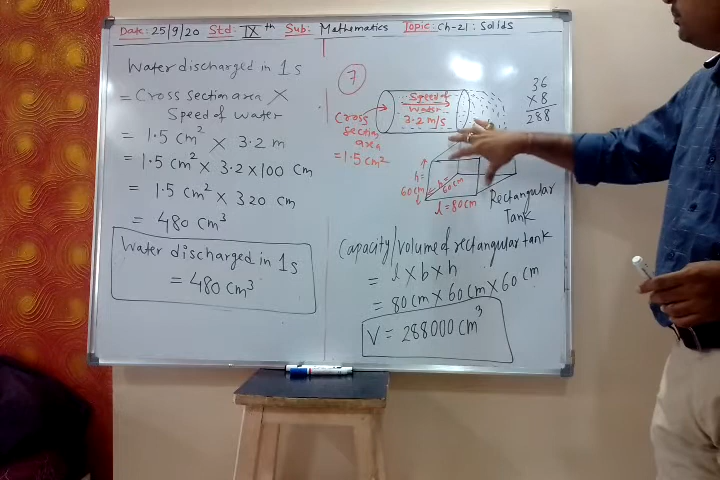 Date: 25/9/20 Std: IXth Sub: Mathematics Topic: Ch-21: Solids
Water discharged in 1s
= Cross section area X
Speed of water
= 1.5 cm² × 3.2 m
= 1.5 cm² × 3.2 × 100 cm
= 1.5 cm² × 320 cm
= 480 cm³
Water discharged in 1s
= 480 cm³
7
Speed of
water
3.2 m/s
Cross
section
area
= 1.5 cm²
36
x 8
288
h =
60cm
b =
60cm
l = 80cm
Rectangular
Tank
Capacity/volume of rectangular tank
= l × b × h
= 80 cm × 60 cm × 60 cm
V = 288000 cm³